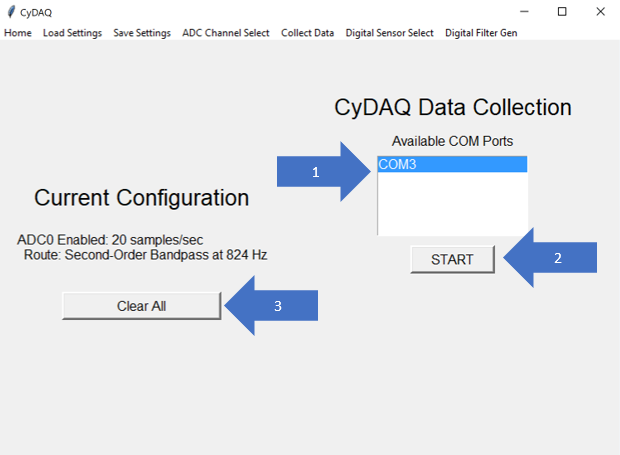 CyDAQ
Home Load Settings Save Settings ADC Channel Select Collect Data Digital Sensor Select Digital Filter Gen
CyDAQ Data Collection
Available COM Ports
1
COM3
Current Configuration
ADC0 Enabled: 20 samples/sec
Route: Second-Order Bandpass at 824 Hz
START
2
Clear All
3